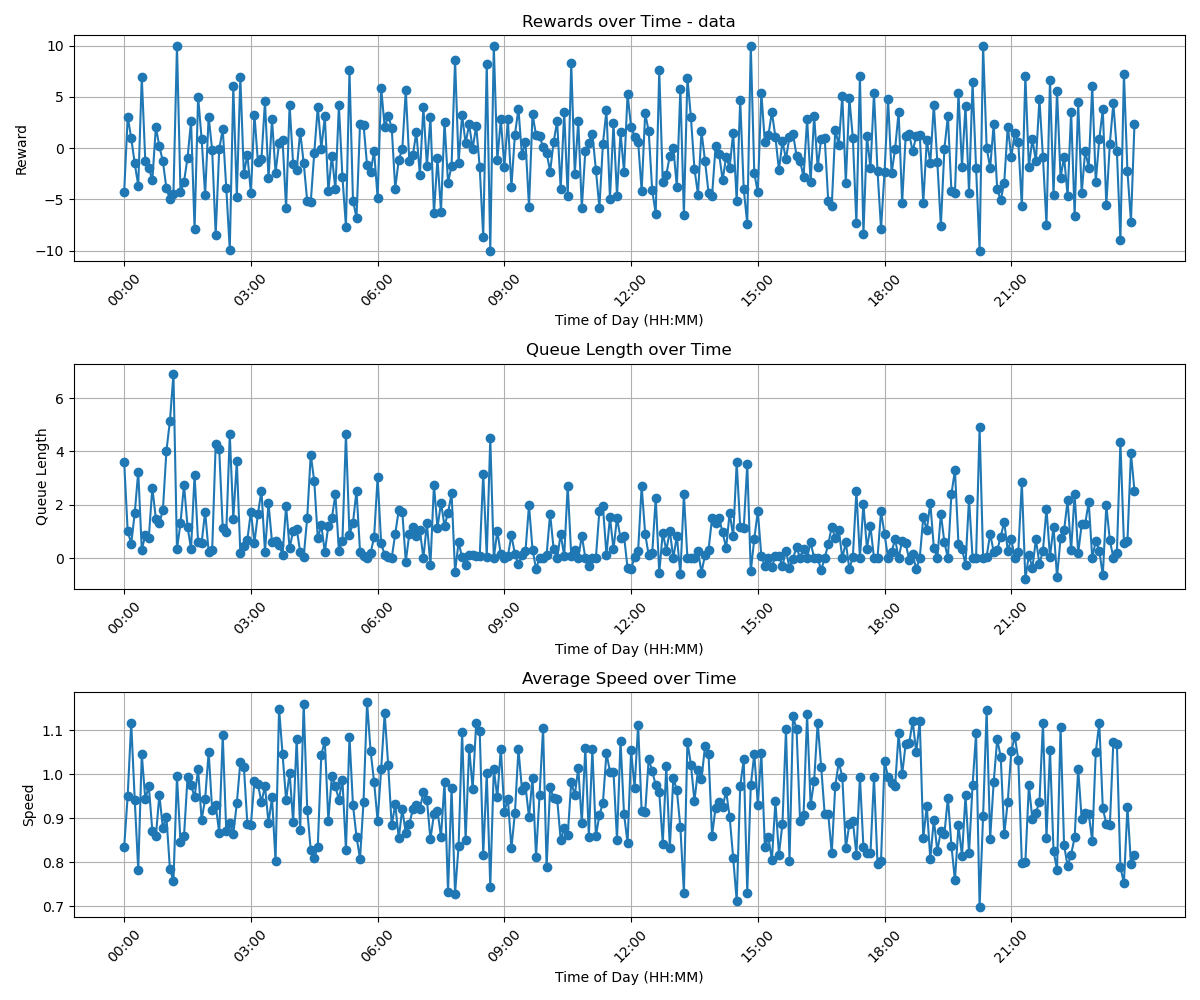 Rewards over Time - data
10
5
0
−5
−10
Reward
00:00 03:00 06:00 09:00 12:00 15:00 18:00 21:00
Time of Day (HH:MM)
Queue Length over Time
6
4
2
0
Queue Length
00:00 03:00 06:00 09:00 12:00 15:00 18:00 21:00
Time of Day (HH:MM)
Average Speed over Time
1.1
1.0
0.9
0.8
0.7
Speed
00:00 03:00 06:00 09:00 12:00 15:00 18:00 21:00
Time of Day (HH:MM)